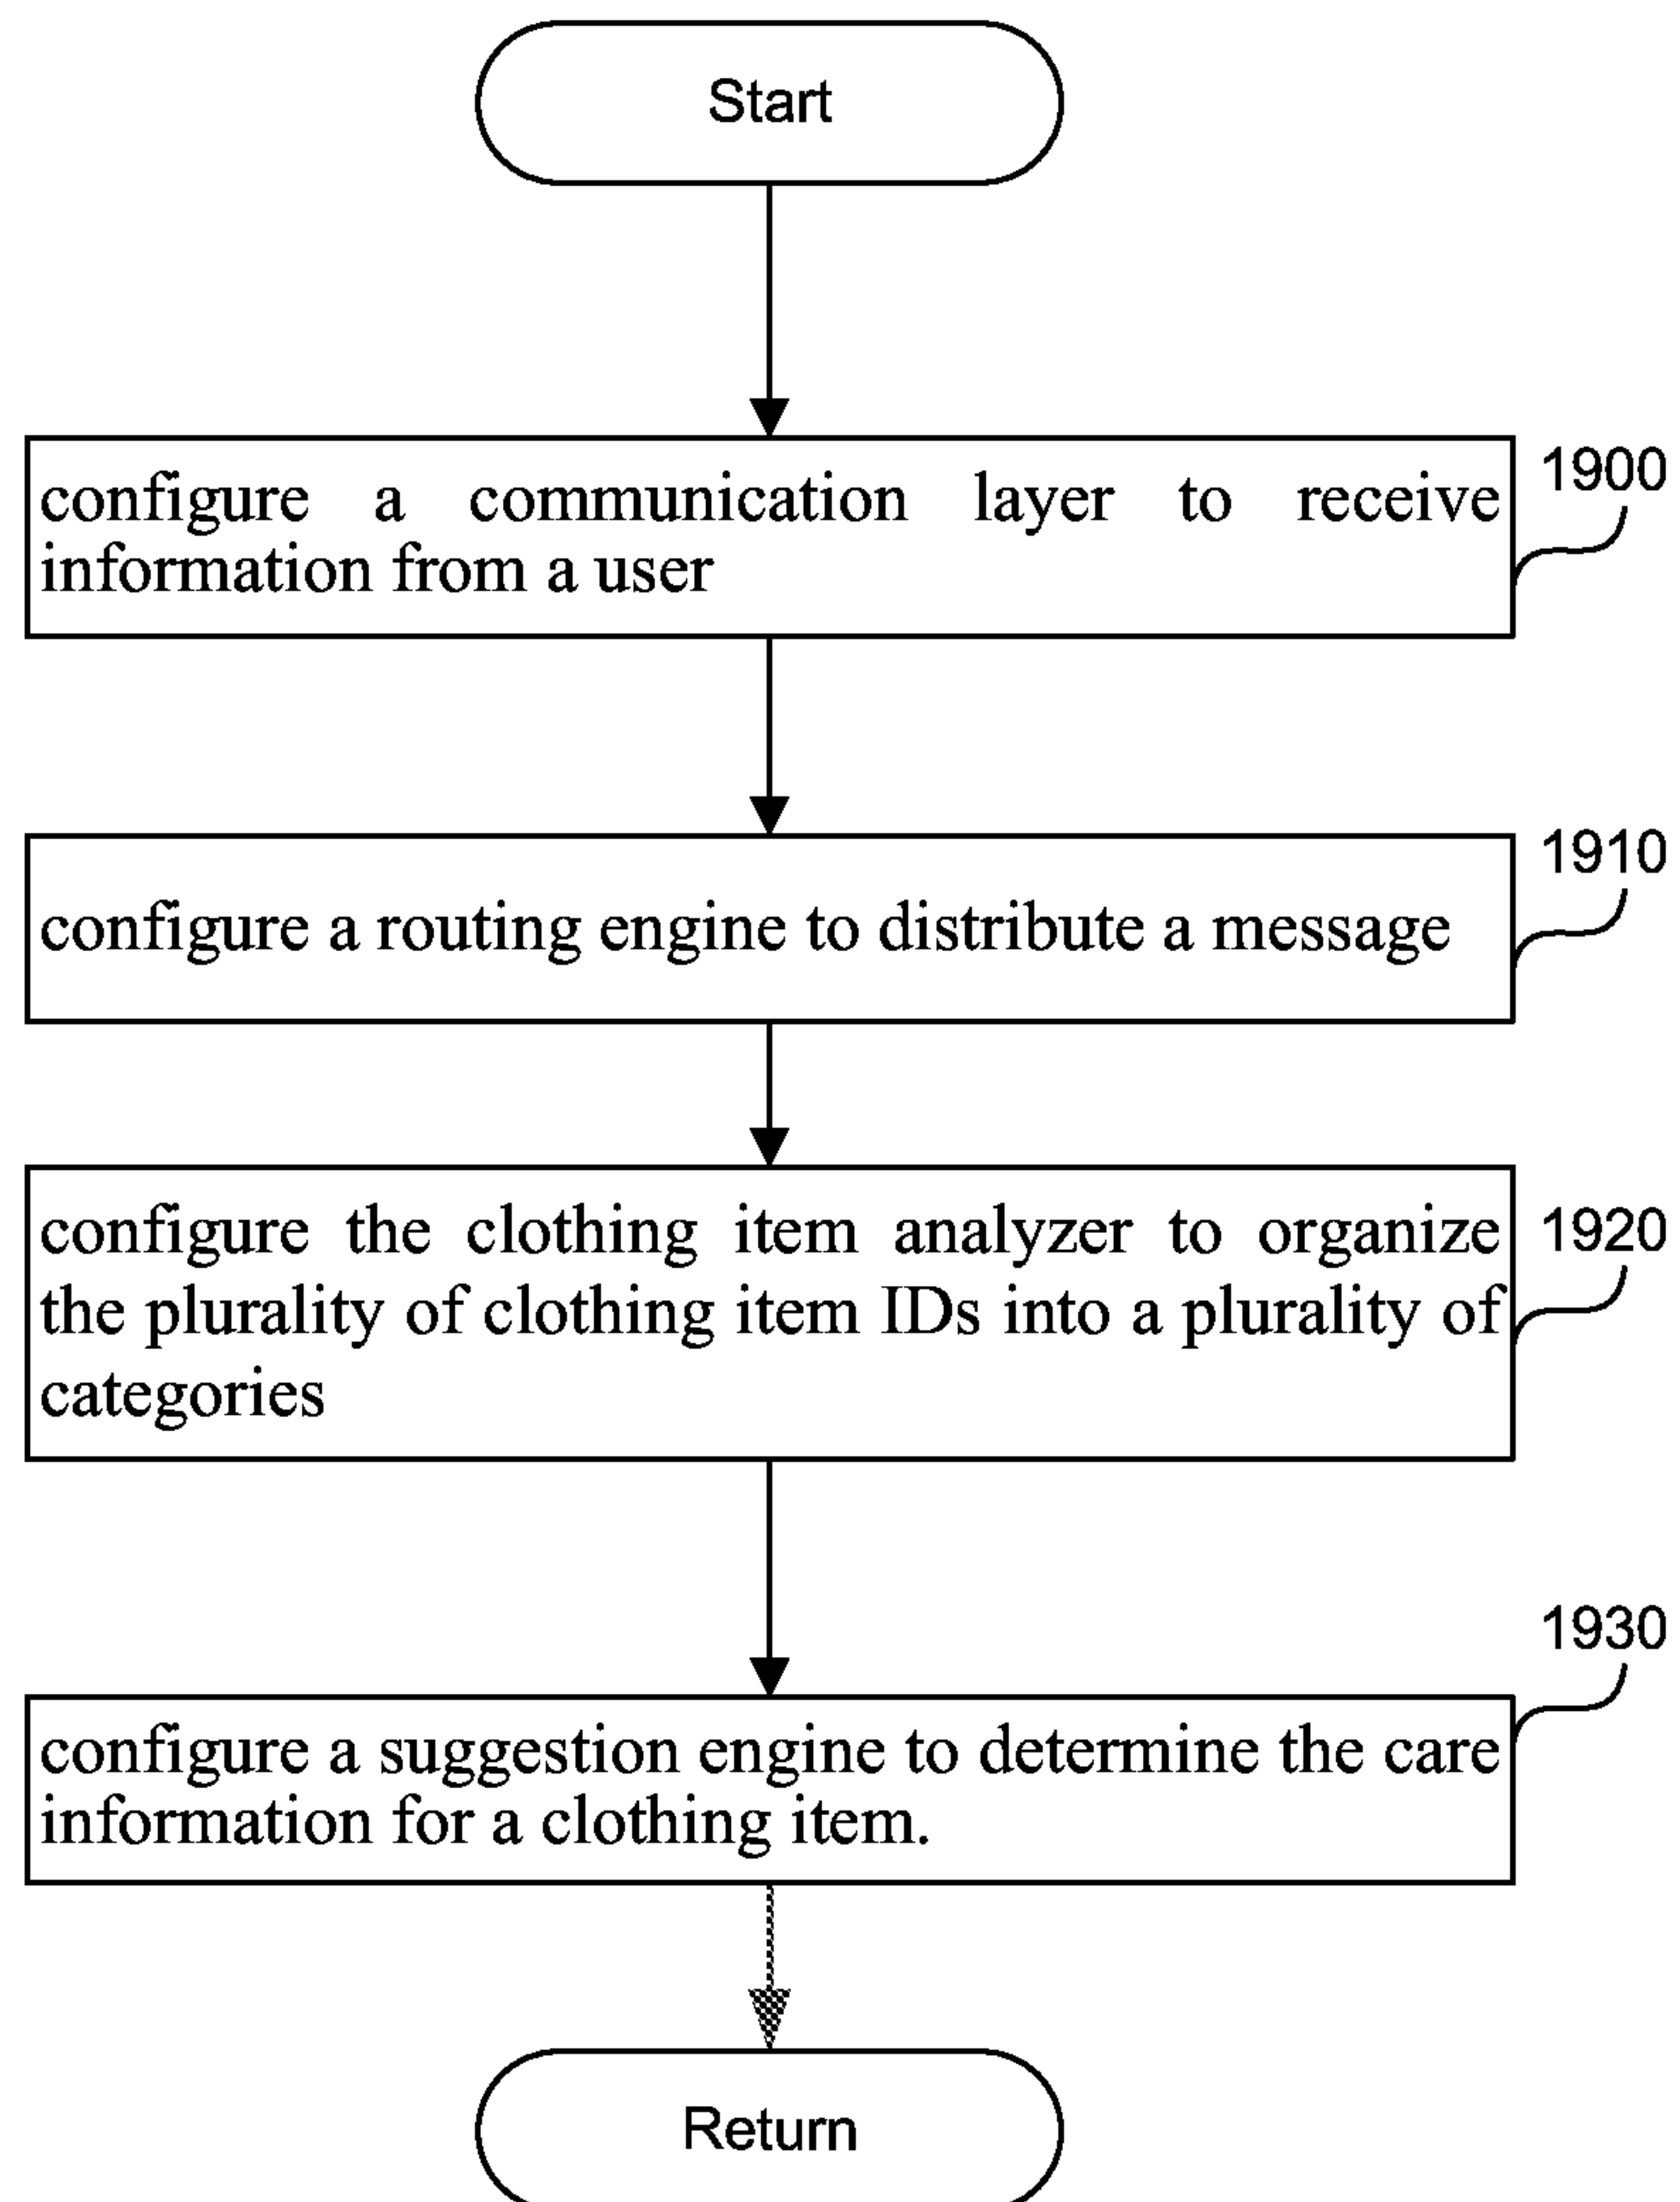 Start
configure a communication layer to receive
information from a user
1900
configure a routing engine to distribute a message
1910
configure the clothing item analyzer to organize
the plurality of clothing item IDs into a plurality of
categories
1920
configure a suggestion engine to determine the care
information for a clothing item.
1930
Return